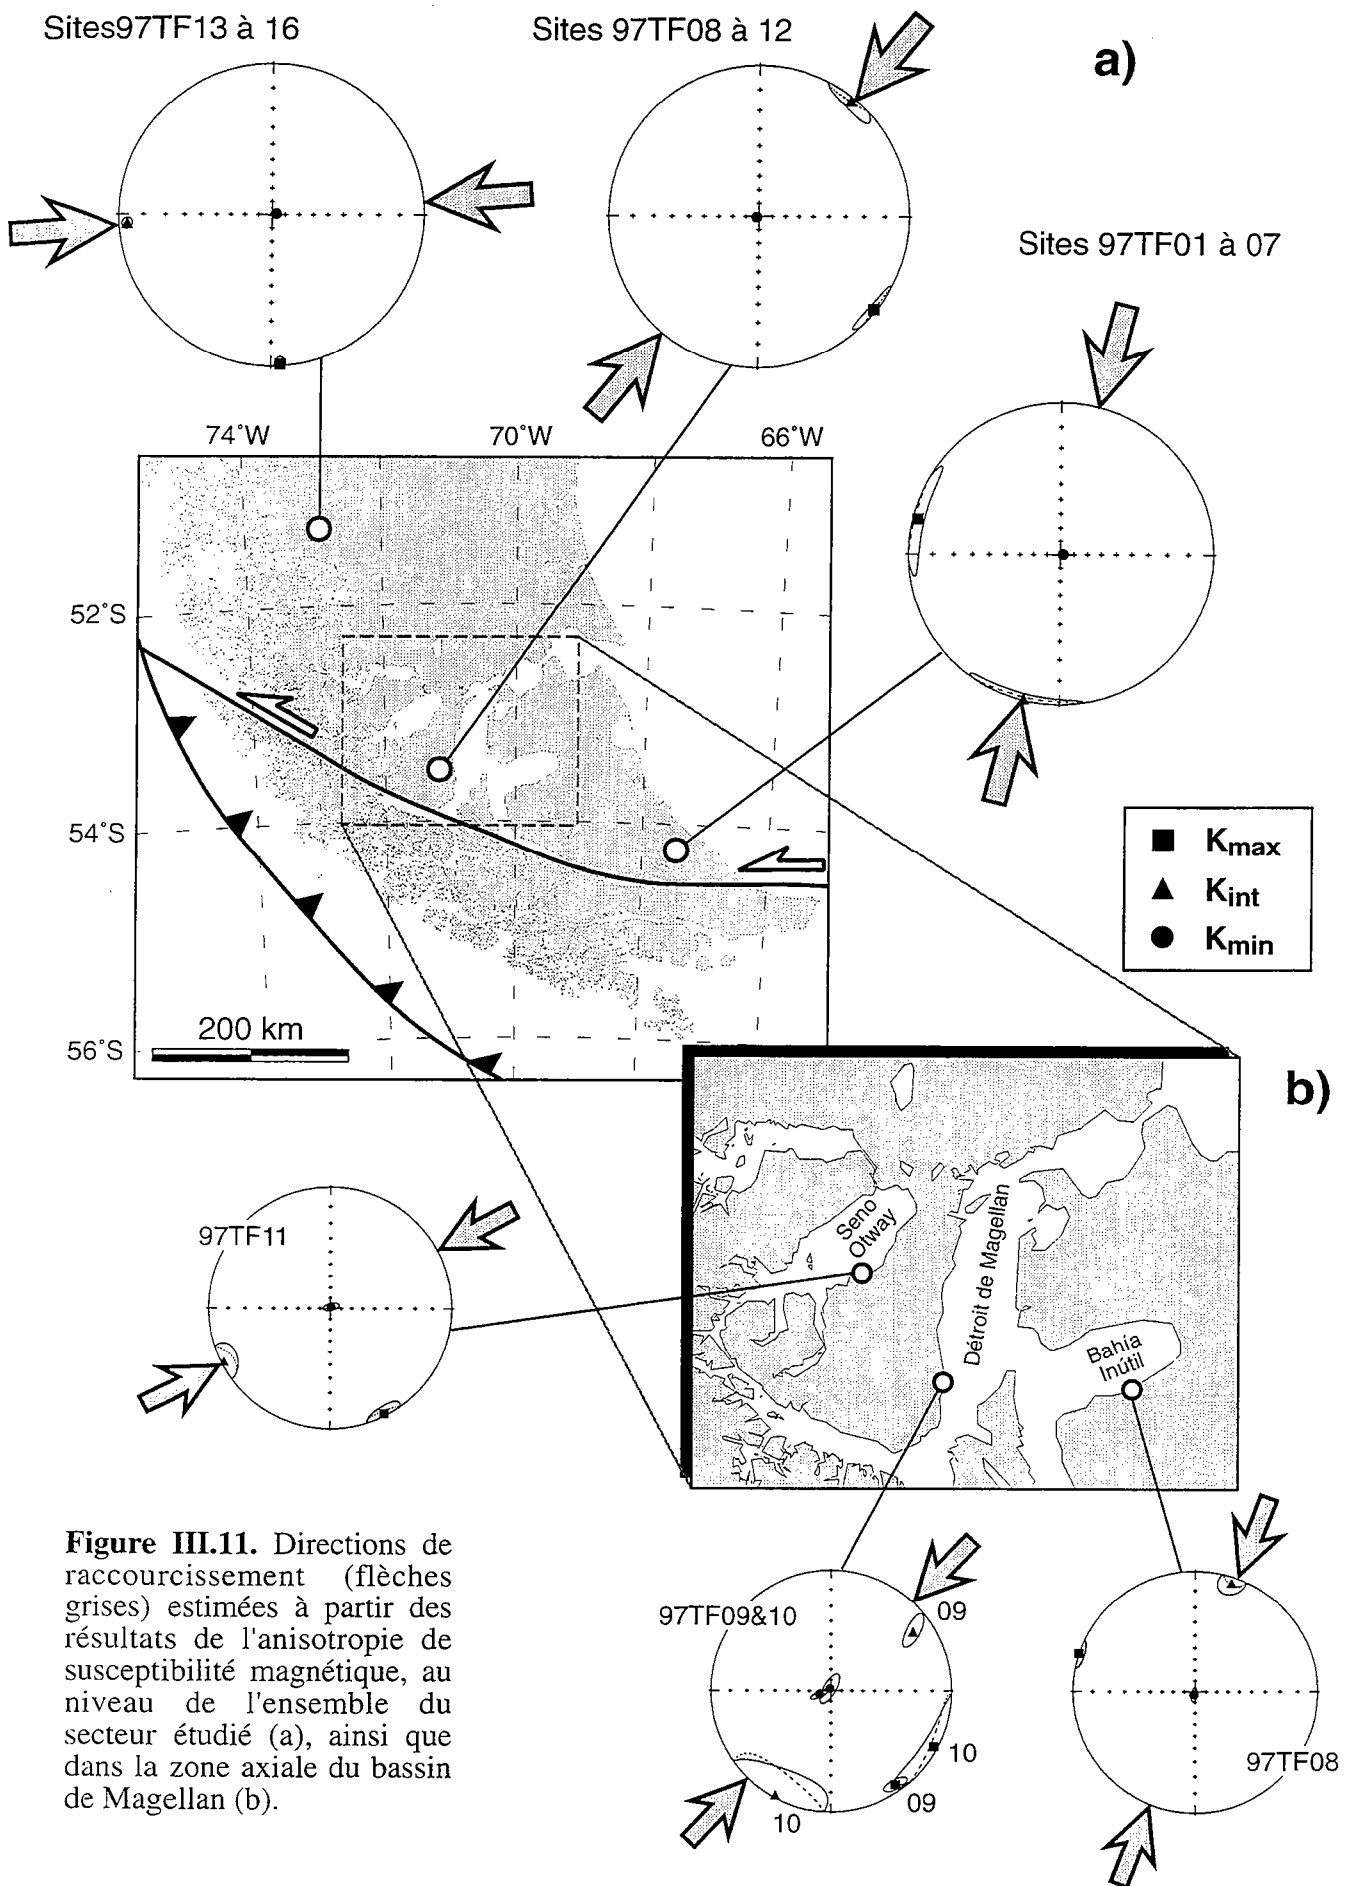 Sites97TF13 à 16
Sites 97TF08 à 12
a)
Sites 97TF01 à 07
74°W
70°W
66°W
52°S
54°S
56°S
200 km
Kmax
Kint
Kmin
b)
97TF11
Seno
Otway
Détroit de Magellan
Bahía
Inútil
97TF09&10
09
10
09
10
97TF08
Figure III.11. Directions de
raccourcissement (flèches
grises) estimées à partir des
résultats de l'anisotropie de
susceptibilité magnétique, au
niveau de l'ensemble du
secteur étudié (a), ainsi que
dans la zone axiale du bassin
de Magellan (b).